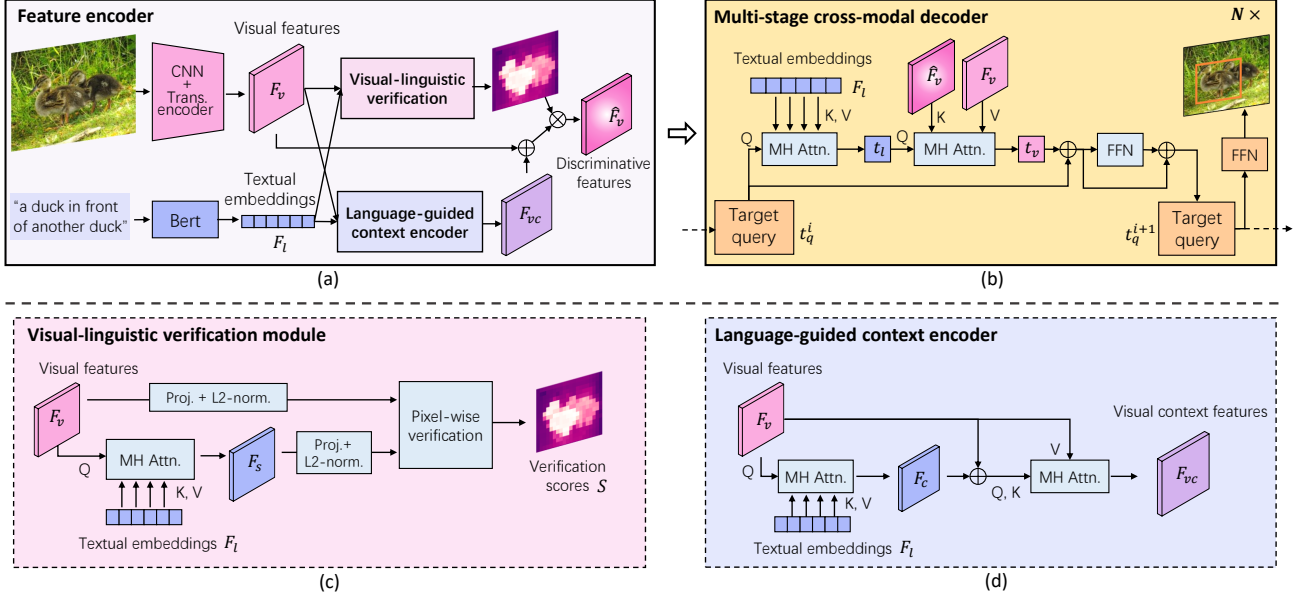 Feature encoder
Visual features
CNN
+
Trans.
encoder
F_v
Visual-linguistic
verification
F̂_v
Discriminative
features
"a duck in front
of another duck"
Bert
Textual
embeddings
F_l
Language-guided
context encoder
F_vc
(a)
Multi-stage cross-modal decoder
N ×
Textual embeddings
F_l
F̂_v
F_v
K, V
K
V
Q
MH Attn.
t_l
Q
MH Attn.
t_v
FFN
FFN
Target
query
t_q^i
t_q^{i+1}
Target
query
(b)
Visual-linguistic verification module
Visual features
F_v
Proj. + L2-norm.
Pixel-wise
verification
Q
MH Attn.
F_s
Proj.+
L2-norm.
K, V
Textual embeddings F_l
Verification
scores S
(c)
Language-guided context encoder
Visual features
F_v
Visual context features
Q
MH Attn.
F_c
Q, K
V
MH Attn.
F_vc
K, V
Textual embeddings F_l
(d)